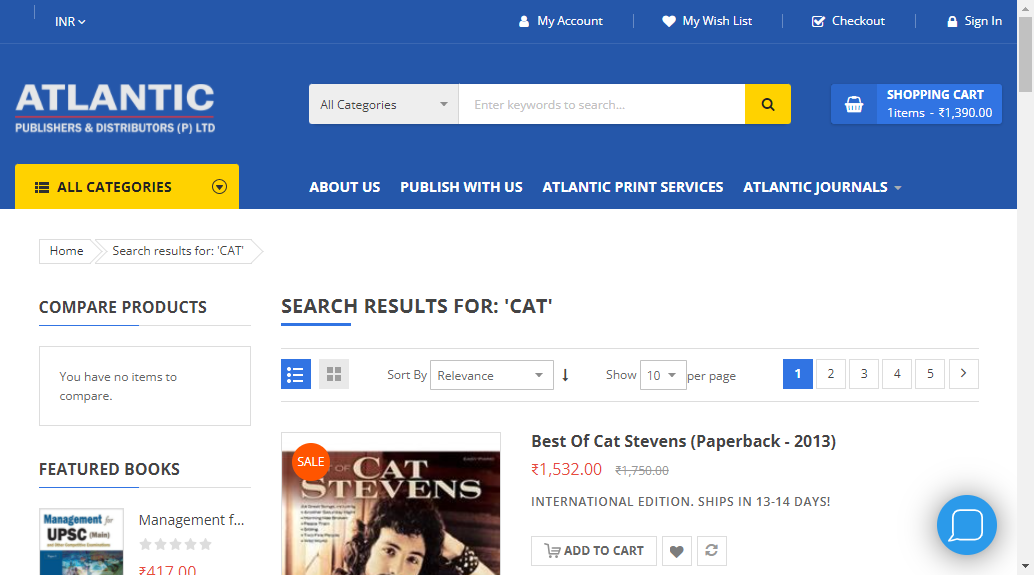 INR
My Account
My Wish List
Checkout
Sign In
ATLANTIC
PUBLISHERS & DISTRIBUTORS (P) LTD
All Categories
Enter keywords to search...
SHOPPING CART
1items - ₹1,390.00
ALL CATEGORIES
ABOUT US
PUBLISH WITH US
ATLANTIC PRINT SERVICES
ATLANTIC JOURNALS
Home
Search results for: 'CAT'
COMPARE PRODUCTS
You have no items to
compare.
FEATURED BOOKS
Management for
UPSC (Main)
Management f...
₹417.00
SEARCH RESULTS FOR: 'CAT'
Sort By
Relevance
Show
10
per page
1
2
3
4
5
SALE
OF CAT
STEVENS
Best Of Cat Stevens (Paperback - 2013)
₹1,532.00 ₹1,750.00
INTERNATIONAL EDITION. SHIPS IN 13-14 DAYS!
ADD TO CART